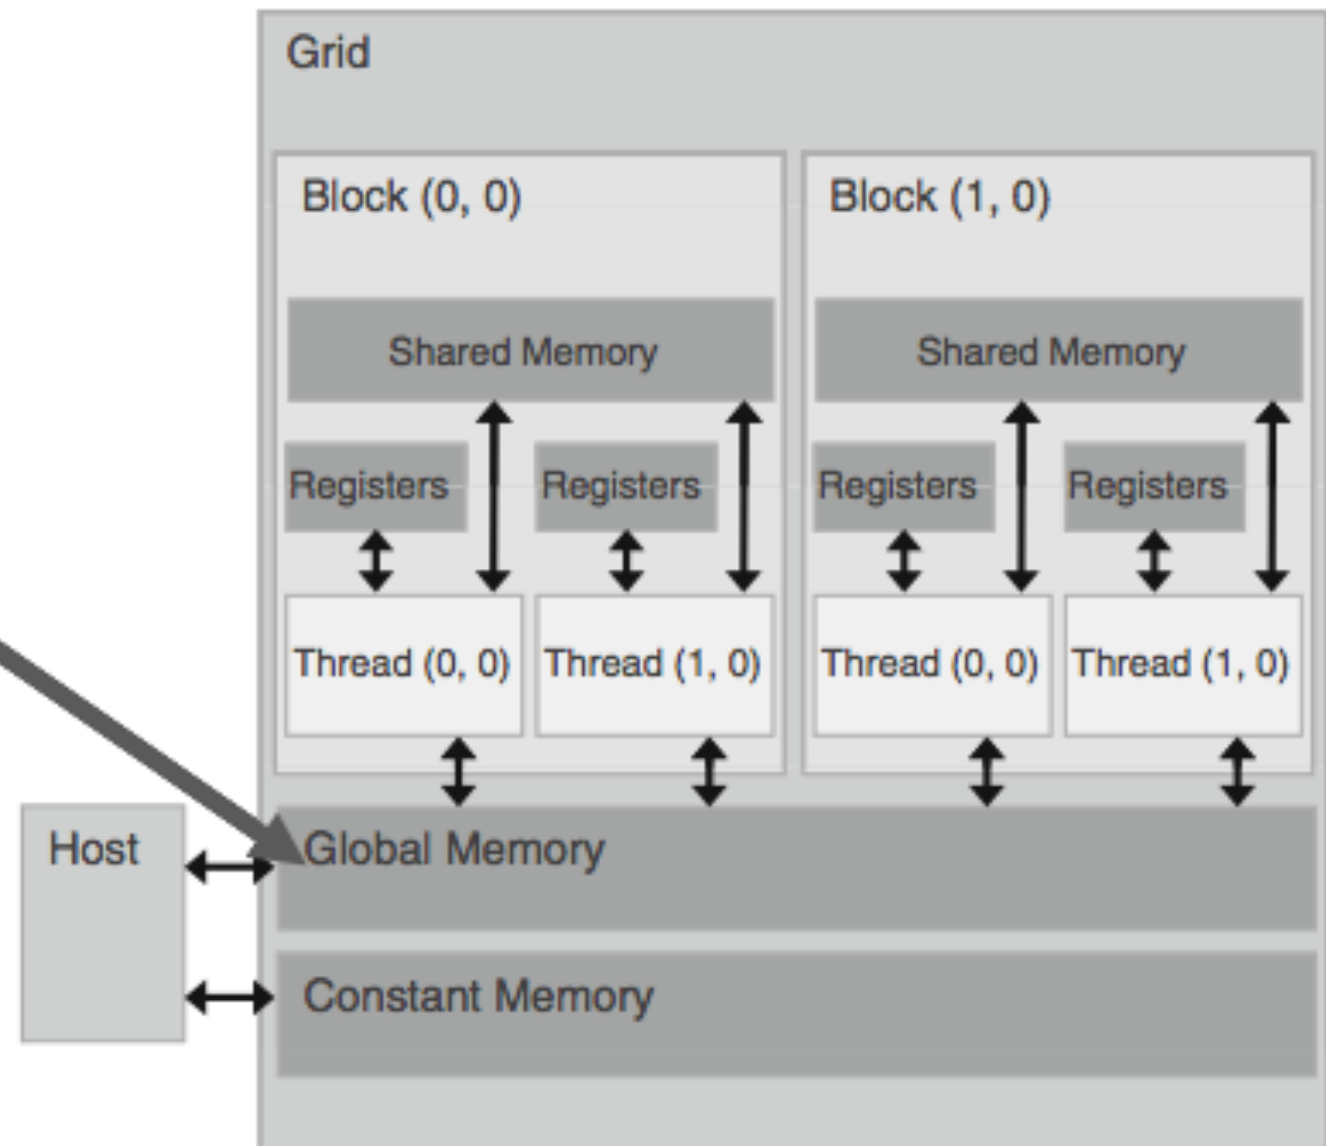 Grid
Block (0, 0)
Block (1, 0)
Shared Memory
Shared Memory
Registers
Registers
Registers
Registers
Thread (0, 0)
Thread (1, 0)
Thread (0, 0)
Thread (1, 0)
Host
Global Memory
Constant Memory